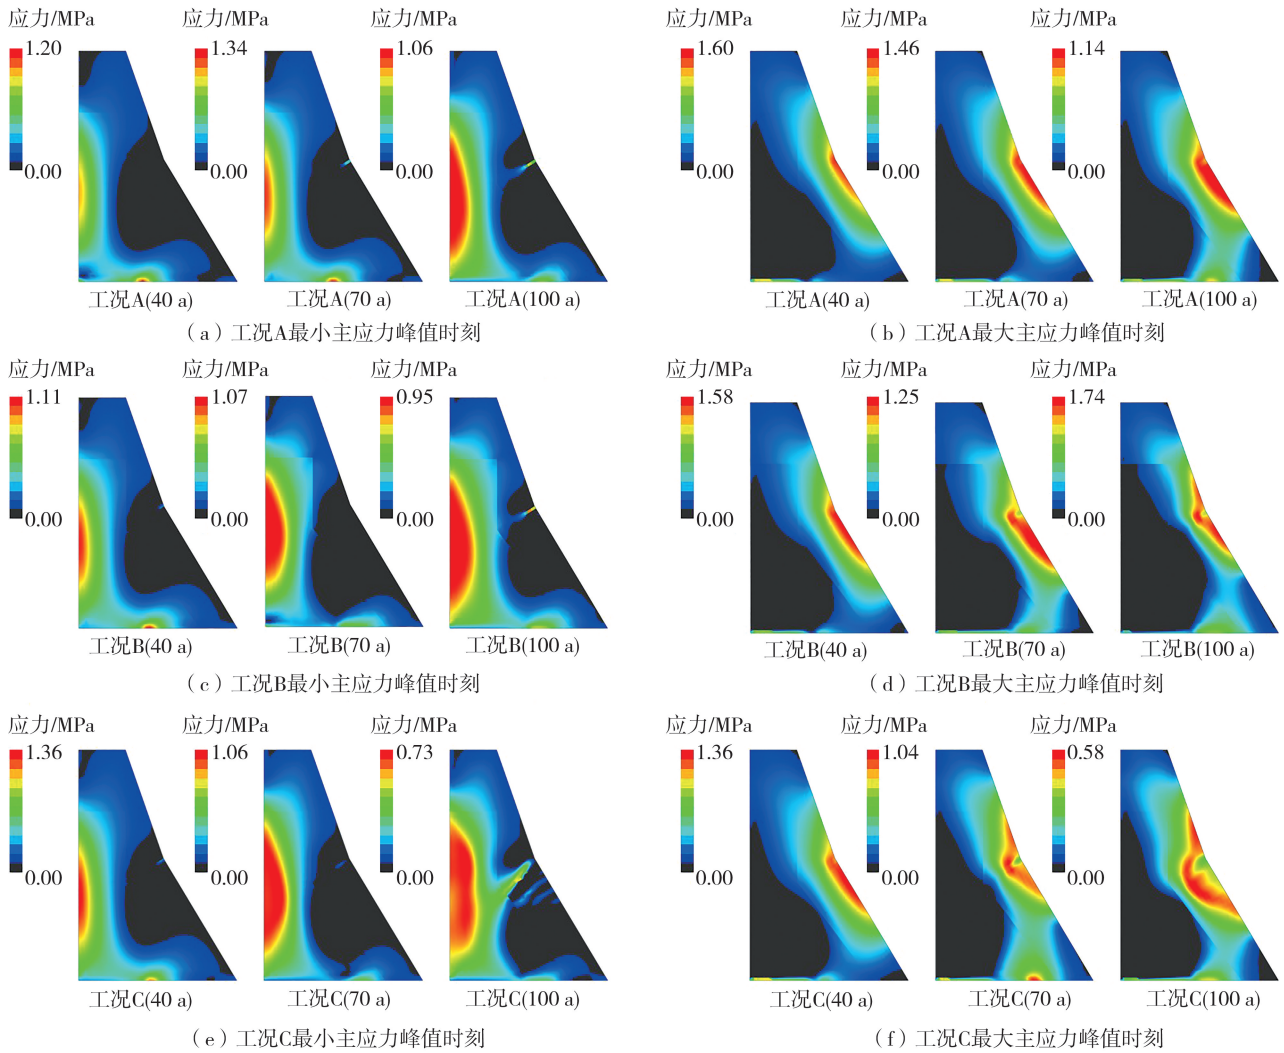 应力/MPa 应力/MPa 应力/MPa 应力/MPa 应力/MPa 应力/MPa
1.20 1.34 1.06 1.60 1.46 1.14
0.00 0.00 0.00 0.00 0.00 0.00
工况A(40 a) 工况A(70 a) 工况A(100 a) 工况A(40 a) 工况A(70 a) 工况A(100 a)
（a）工况A最小主应力峰值时刻 （b）工况A最大主应力峰值时刻
应力/MPa 应力/MPa 应力/MPa 应力/MPa 应力/MPa 应力/MPa
1.11 1.07 0.95 1.58 1.25 1.74
0.00 0.00 0.00 0.00 0.00 0.00
工况B(40 a) 工况B(70 a) 工况B(100 a) 工况B(40 a) 工况B(70 a) 工况B(100 a)
（c）工况B最小主应力峰值时刻 （d）工况B最大主应力峰值时刻
应力/MPa 应力/MPa 应力/MPa 应力/MPa 应力/MPa 应力/MPa
1.36 1.06 0.73 1.36 1.04 0.58
0.00 0.00 0.00 0.00 0.00 0.00
工况C(40 a) 工况C(70 a) 工况C(100 a) 工况C(40 a) 工况C(70 a) 工况C(100 a)
（e）工况C最小主应力峰值时刻 （f）工况C最大主应力峰值时刻